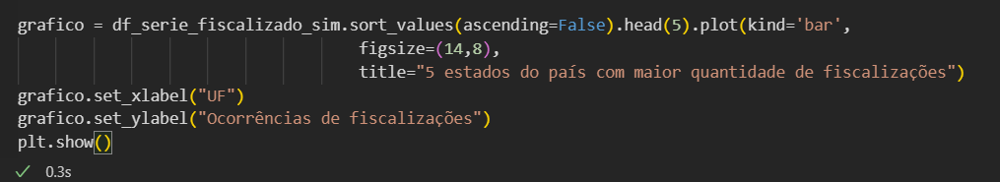 grafico = df_serie_fiscalizado_sim.sort_values(ascending=False).head(5).plot(kind='bar',
figsize=(14,8),
title="5 estados do país com maior quantidade de fiscalizações")
grafico.set_xlabel("UF")
grafico.set_ylabel("Ocorrências de fiscalizações")
plt.show()
0.3s